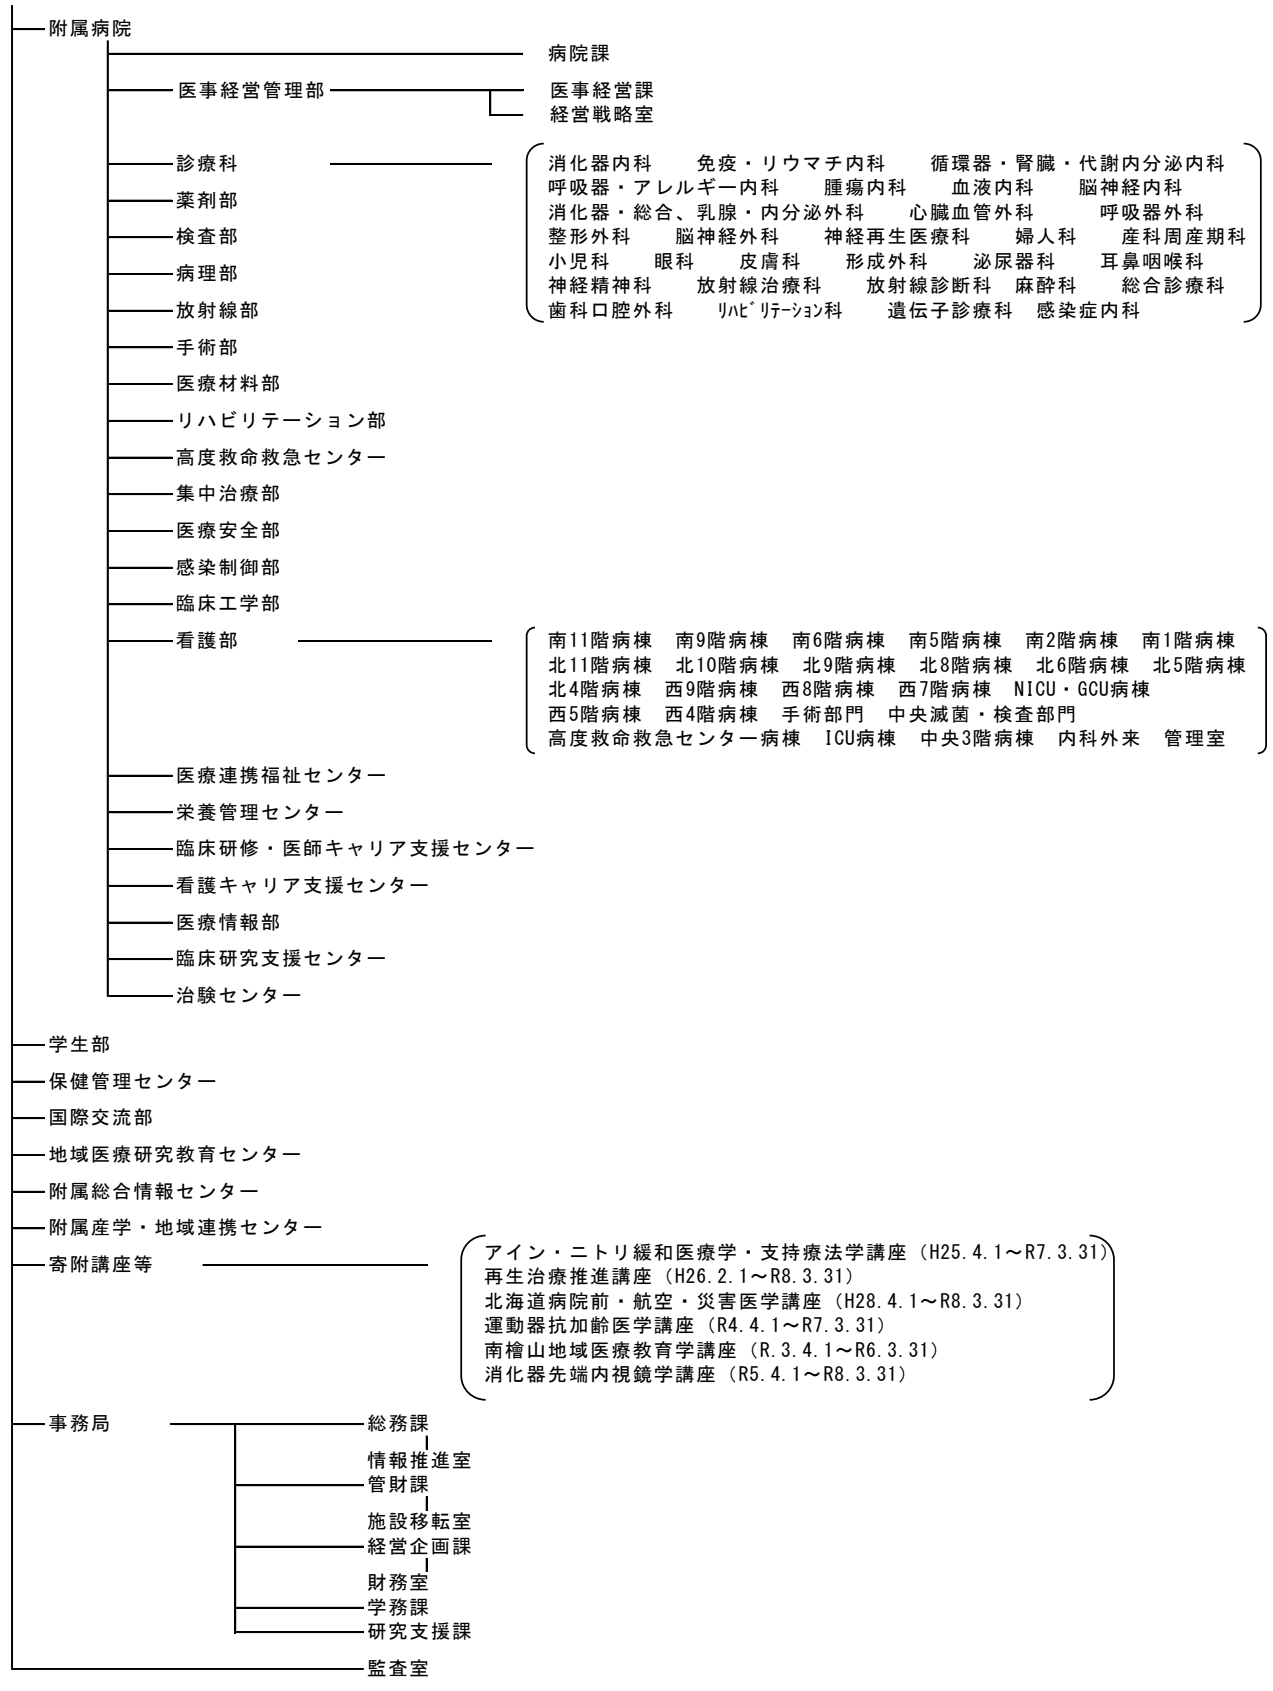 附属病院
病院課
医事経営管理部 医事経営課
経営戦略室
診療科 消化器内科 免疫・リウマチ内科 循環器・腎臓・代謝内分泌内科
呼吸器・アレルギー内科 腫瘍内科 血液内科 脳神経内科
薬剤部
消化器・総合、乳腺・内分泌外科 心臓血管外科 呼吸器外科
検査部 整形外科 脳神経外科 神経再生医療科 婦人科 産科周産期科
小児科 眼科 皮膚科 形成外科 泌尿器科 耳鼻咽喉科
病理部
神経精神科 放射線治療科 放射線診断科 麻酔科 総合診療科
放射線部 歯科口腔外科 ﾘﾊﾋﾞﾘﾃｰｼｮﾝ科 遺伝子診療科 感染症内科
手術部
医療材料部
リハビリテーション部
高度救命救急センター
集中治療部
医療安全部
感染制御部
臨床工学部
看護部 南11階病棟 南9階病棟 南6階病棟 南5階病棟 南2階病棟 南1階病棟
北11階病棟 北10階病棟 北9階病棟 北8階病棟 北6階病棟 北5階病棟
北4階病棟 西9階病棟 西8階病棟 西7階病棟 NICU・GCU病棟
西5階病棟 西4階病棟 手術部門 中央滅菌・検査部門
高度救命救急センター病棟 ICU病棟 中央3階病棟 内科外来 管理室
医療連携福祉センター
栄養管理センター
臨床研修・医師キャリア支援センター
看護キャリア支援センター
医療情報部
臨床研究支援センター
治験センター
学生部
保健管理センター
国際交流部
地域医療研究教育センター
附属総合情報センター
附属産学・地域連携センター
寄附講座等
アイン・ニトリ緩和医療学・支持療法学講座（H25.4.1～R7.3.31）
再生治療推進講座（H26.2.1～R8.3.31）
北海道病院前・航空・災害医学講座（H28.4.1～R8.3.31）
運動器抗加齢医学講座（R4.4.1～R7.3.31）
南檜山地域医療教育学講座（R.3.4.1～R6.3.31）
消化器先端内視鏡学講座（R5.4.1～R8.3.31）
事務局 総務課
情報推進室
管財課
施設移転室
経営企画課
財務室
学務課
研究支援課
監査室